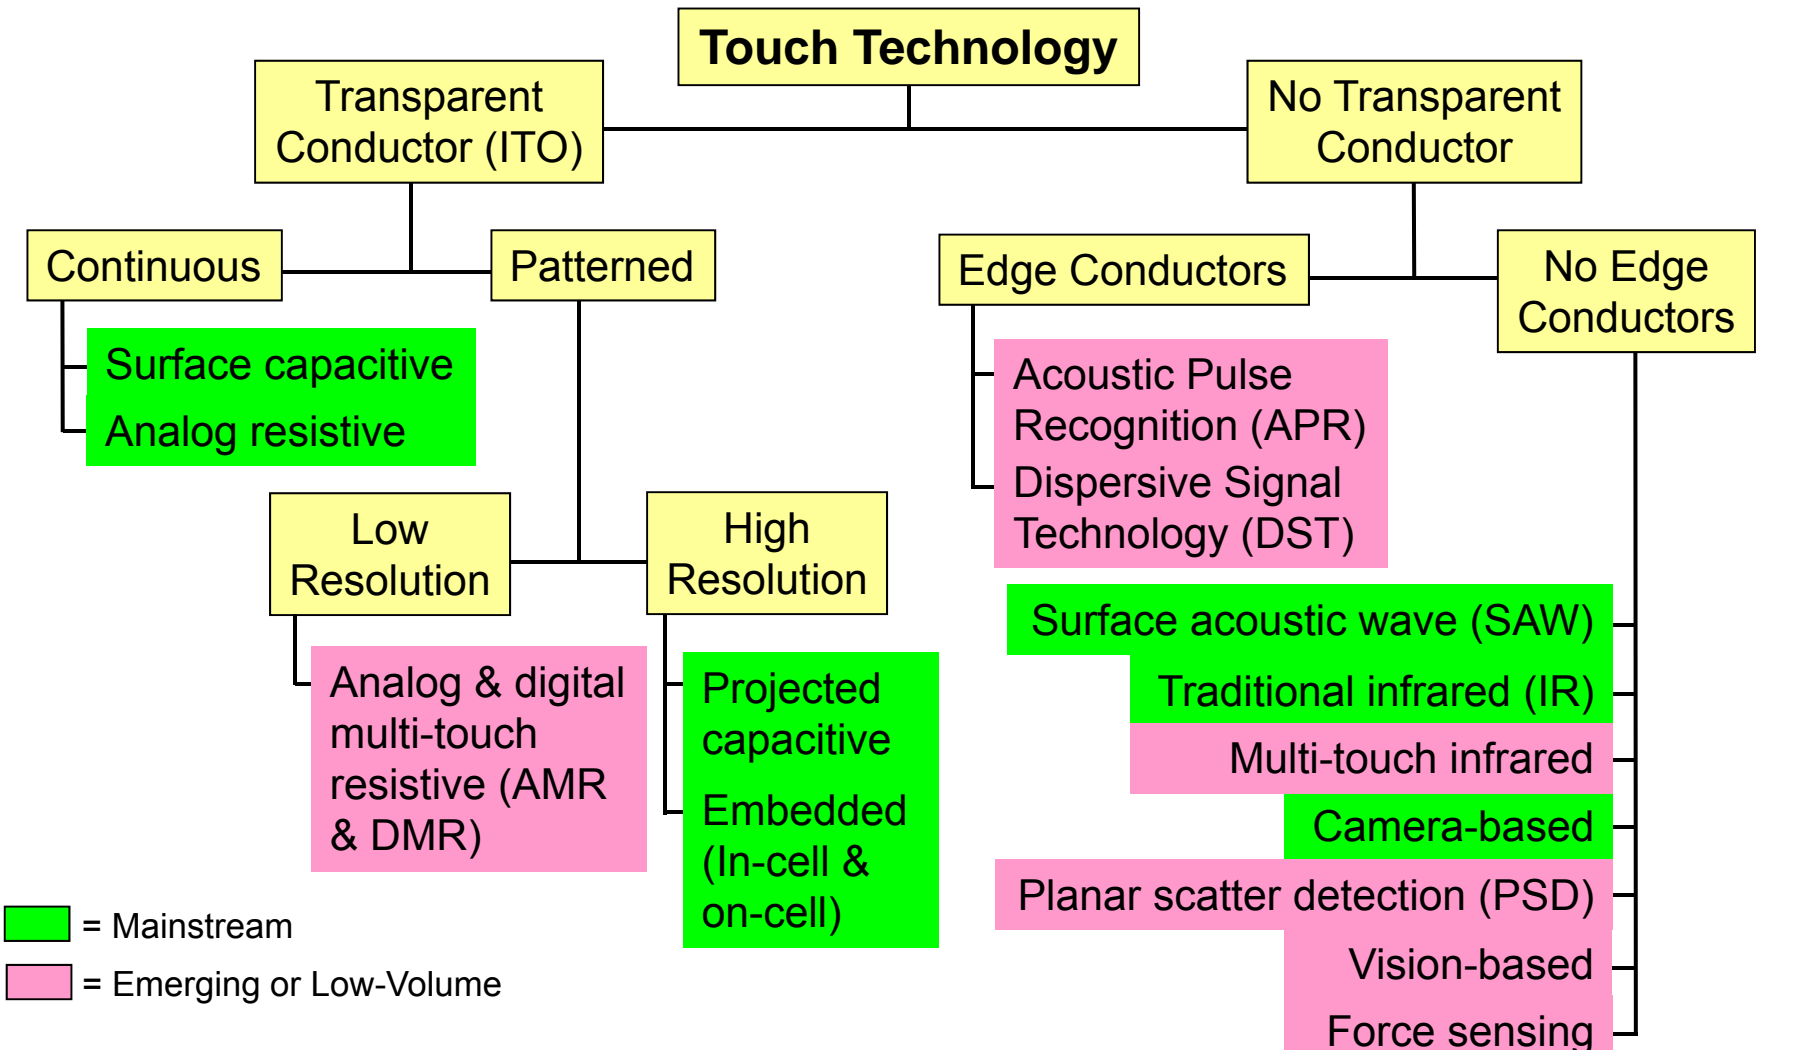 Touch Technology
Transparent
Conductor (ITO)
No Transparent
Conductor
Continuous
Patterned
Edge Conductors
No Edge
Conductors
Surface capacitive
Analog resistive
Low
Resolution
High
Resolution
Analog & digital
multi-touch
resistive (AMR
& DMR)
Projected
capacitive
Embedded
(In-cell &
on-cell)
Acoustic Pulse
Recognition (APR)
Dispersive Signal
Technology (DST)
Surface acoustic wave (SAW)
Traditional infrared (IR)
Multi-touch infrared
Camera-based
Planar scatter detection (PSD)
Vision-based
Force sensing
= Mainstream
= Emerging or Low-Volume